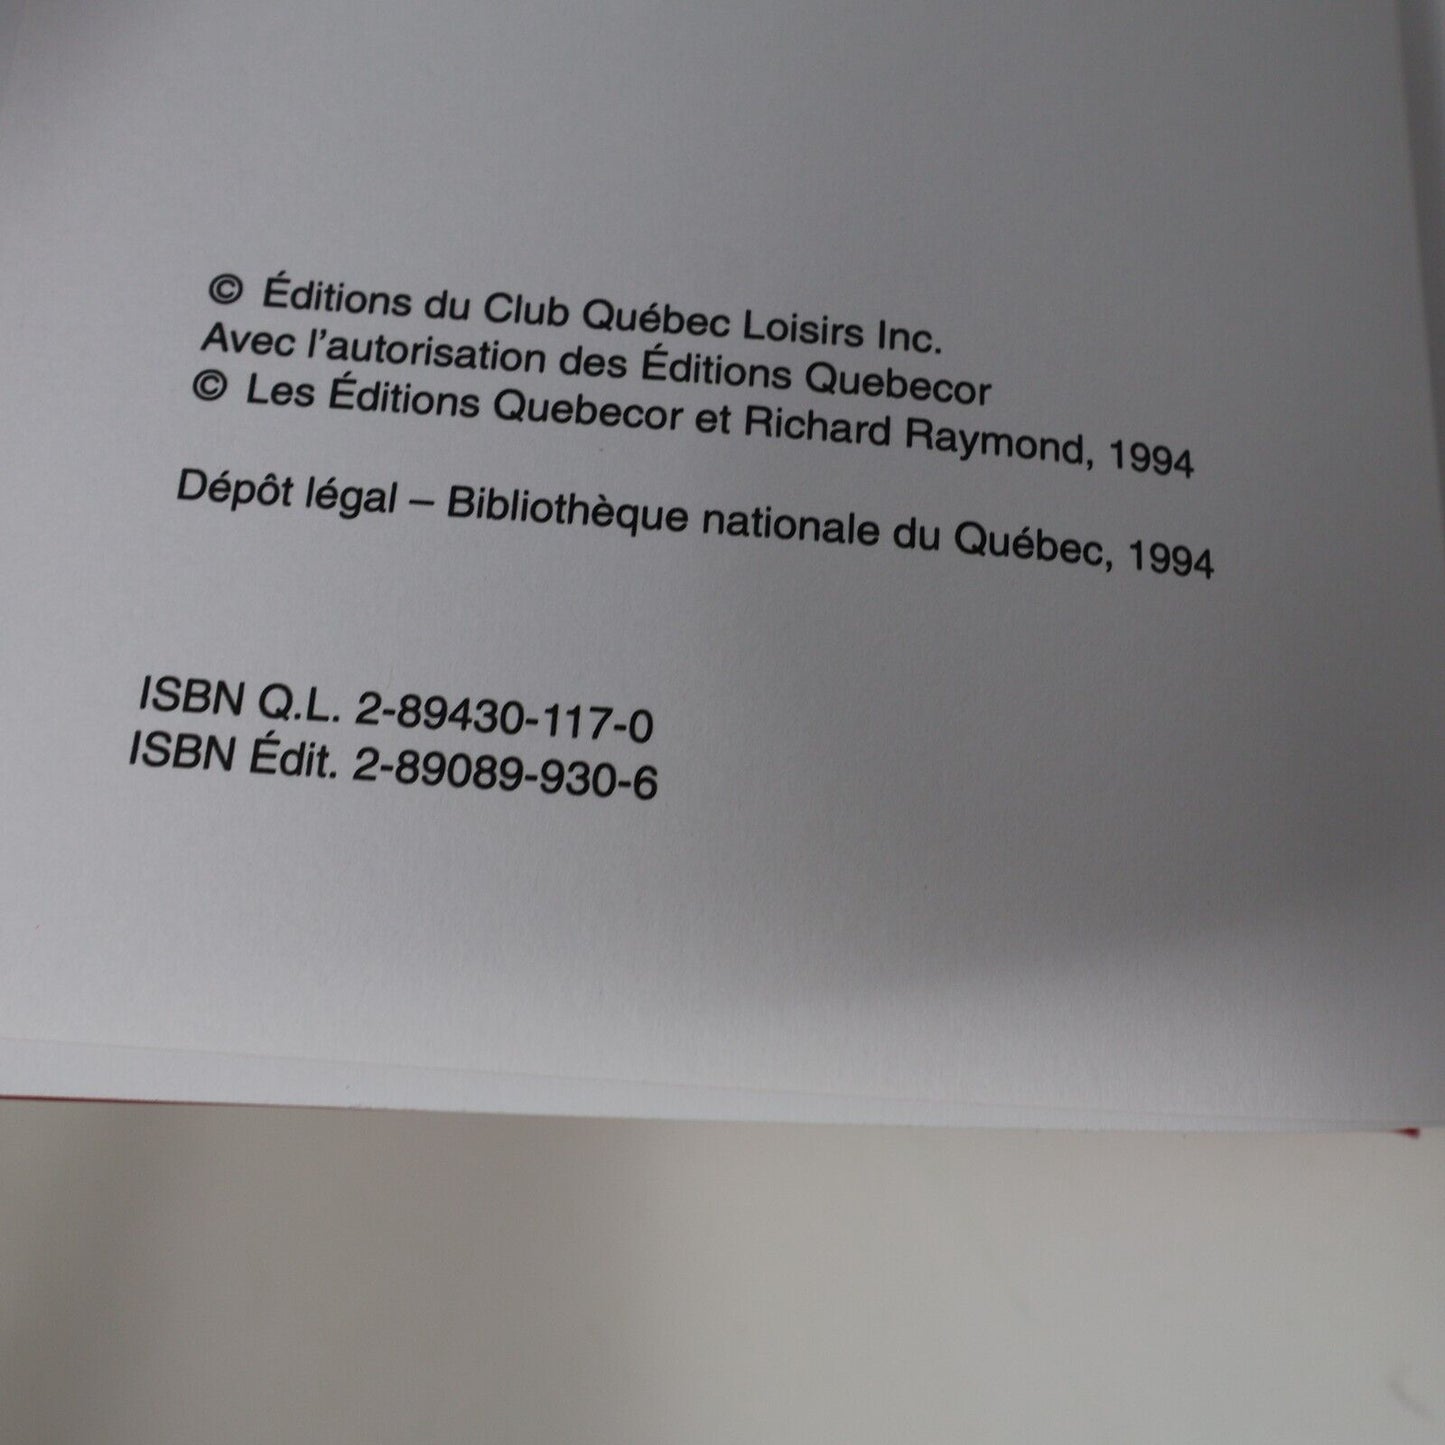 © Éditions du Club Québec Loisirs Inc.
Avec l’autorisation des Éditions Quebecor
© Les Éditions Quebecor et Richard Raymond, 1994
Dépôt légal – Bibliothèque nationale du Québec, 1994
ISBN Q.L. 2-89430-117-0
ISBN Édit. 2-89089-930-6